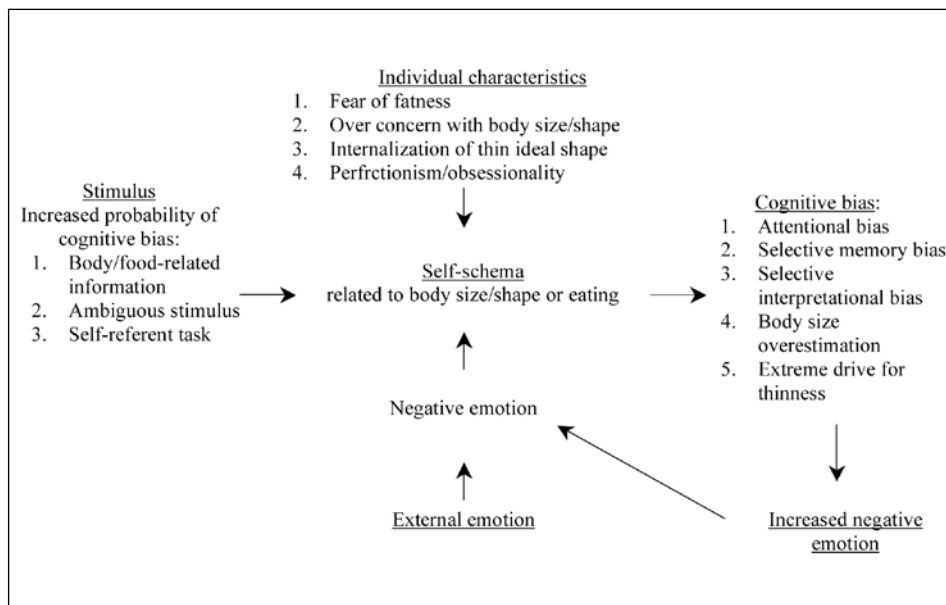 Individual characteristics
1. Fear of fatness
2. Over concern with body size/shape
3. Internalization of thin ideal shape
4. Perfrctionism/obsessionality
Stimulus
Increased probability of
cognitive bias:
1. Body/food-related
information
2. Ambiguous stimulus
3. Self-referent task
Self-schema
related to body size/shape or eating
Cognitive bias:
1. Attentional bias
2. Selective memory bias
3. Selective
interpretational bias
4. Body size
overestimation
5. Extreme drive for
thinness
Negative emotion
External emotion
Increased negative
emotion